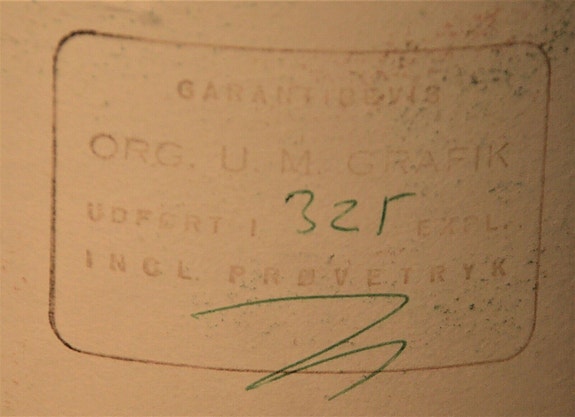 GARANTIBEVIS
ORG. U. M. GRAFIK
UDFØRT I 325 EXPL.
INCL. PRØVETRYK